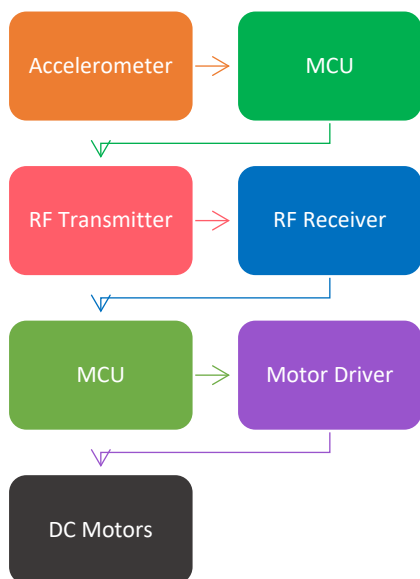 Accelerometer
MCU
RF Transmitter
RF Receiver
MCU
Motor Driver
DC Motors